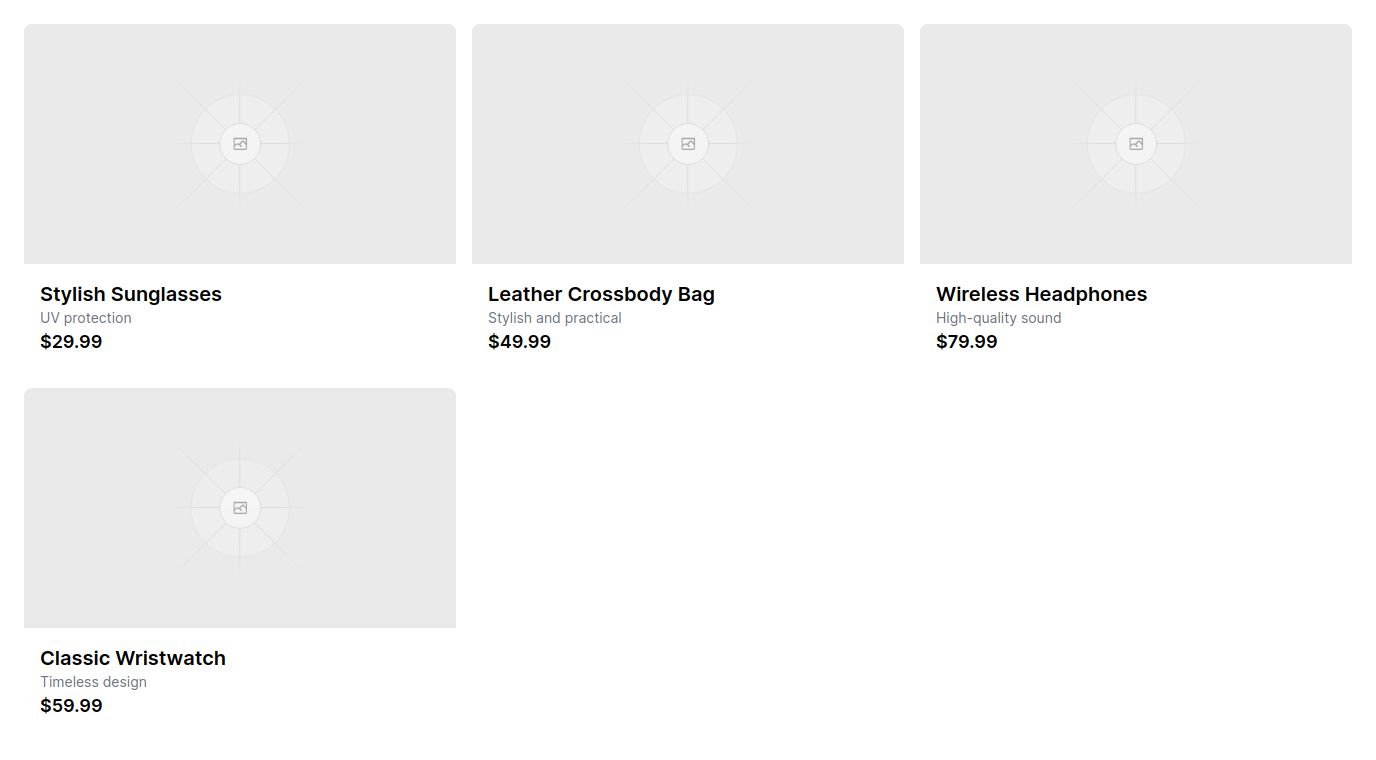 Stylish Sunglasses
UV protection
$29.99
Leather Crossbody Bag
Stylish and practical
$49.99
Wireless Headphones
High-quality sound
$79.99
Classic Wristwatch
Timeless design
$59.99